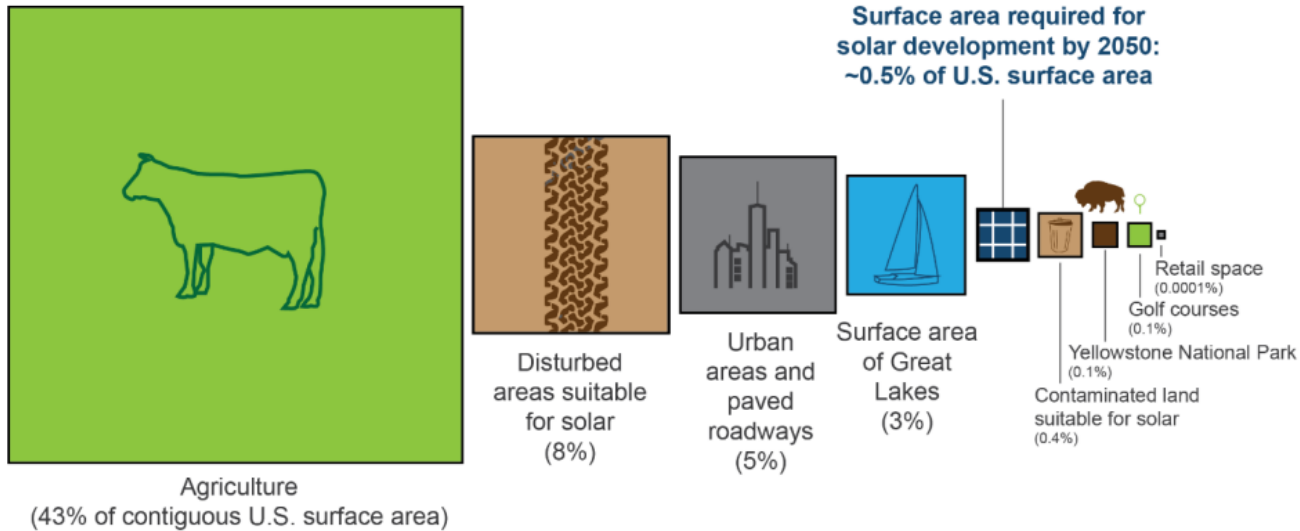 Surface area required for
solar development by 2050:
~0.5% of U.S. surface area
Agriculture
(43% of contiguous U.S. surface area)
Disturbed
areas suitable
for solar
(8%)
Urban
areas and
paved
roadways
(5%)
Surface area
of Great
Lakes
(3%)
Retail space
(0.0001%)
Golf courses
(0.1%)
Yellowstone National Park
(0.1%)
Contaminated land
suitable for solar
(0.4%)